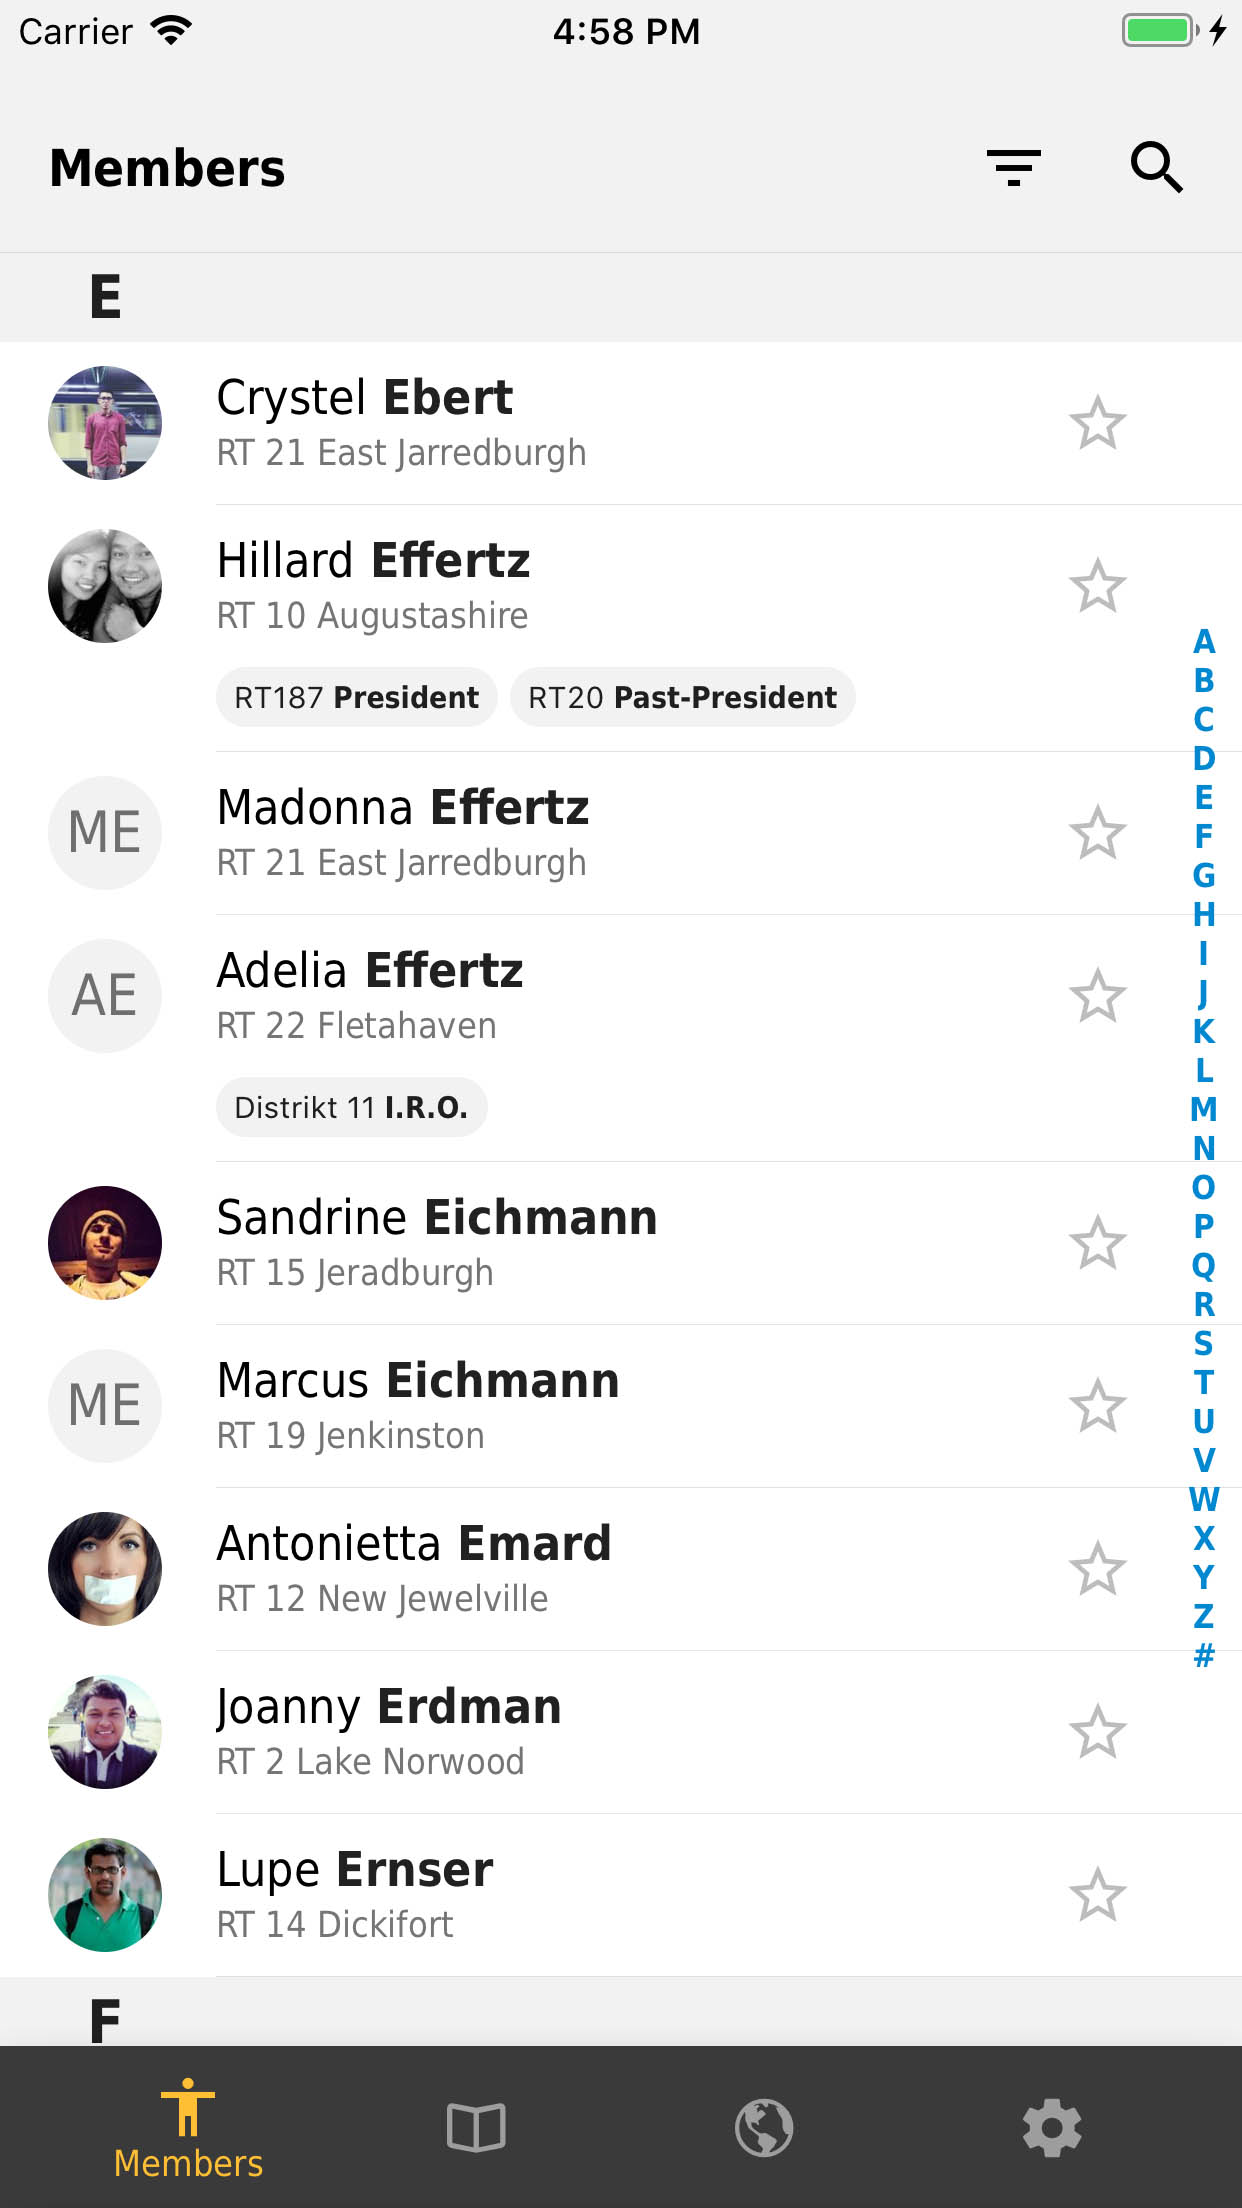 Carrier 4:58 PM
Members
E
Crystel Ebert
RT 21 East Jarredburgh
Hillard Effertz
RT 10 Augustashire
RT187 President RT20 Past-President
ME
Madonna Effertz
RT 21 East Jarredburgh
AE
Adelia Effertz
RT 22 Fletahaven
Distrikt 11 I.R.O.
Sandrine Eichmann
RT 15 Jeradburgh
ME
Marcus Eichmann
RT 19 Jenkinston
Antonietta Emard
RT 12 New Jewelville
Joanny Erdman
RT 2 Lake Norwood
Lupe Ernser
RT 14 Dickifort
F
A
B
C
D
E
F
G
H
I
J
K
L
M
N
O
P
Q
R
S
T
U
V
W
X
Y
Z
#
Members